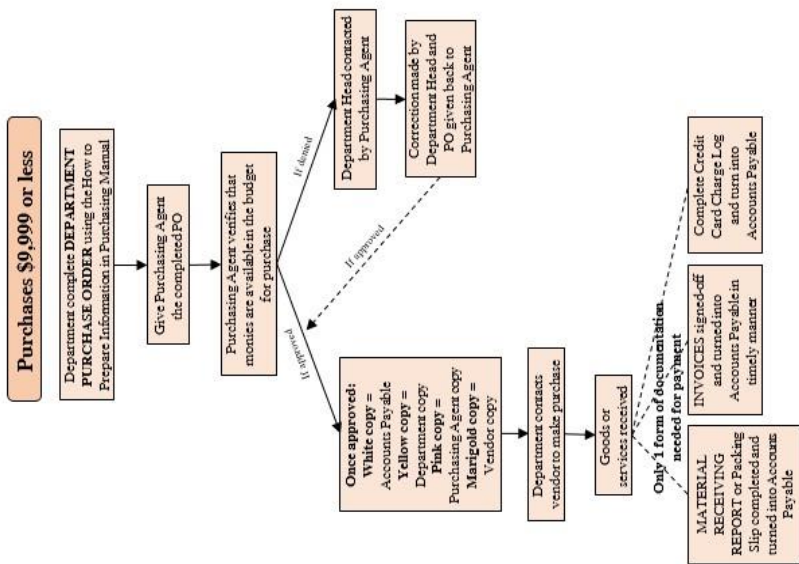 Purchases $9,999 or less
Department complete DEPARTMENT
PURCHASE ORDER using the How to
Prepare Information in Purchasing Manual
Give Purchasing Agent
the completed PO
Purchasing Agent verifies that
monies are available in the budget
for purchase
If denied
Department Head contacted
by Purchasing Agent
Correction made by
Department Head and
PO given back to
Purchasing Agent
If approved
If approved
Once approved:
White copy =
Accounts Payable
Yellow copy =
Department copy
Pink copy =
Purchasing Agent copy
Marigold copy =
Vendor copy
Department contacts
vendor to make purchase
Goods or
services received
Only 1 form of documentation
needed for payment
MATERIAL
RECEIVING
REPORT or Packing
Slip completed and
turned into Accounts
Payable
INVOICES signed-off
and turned into
Accounts Payable in
timely manner
Complete Credit
Card Charge Log
and turn into
Accounts Payable